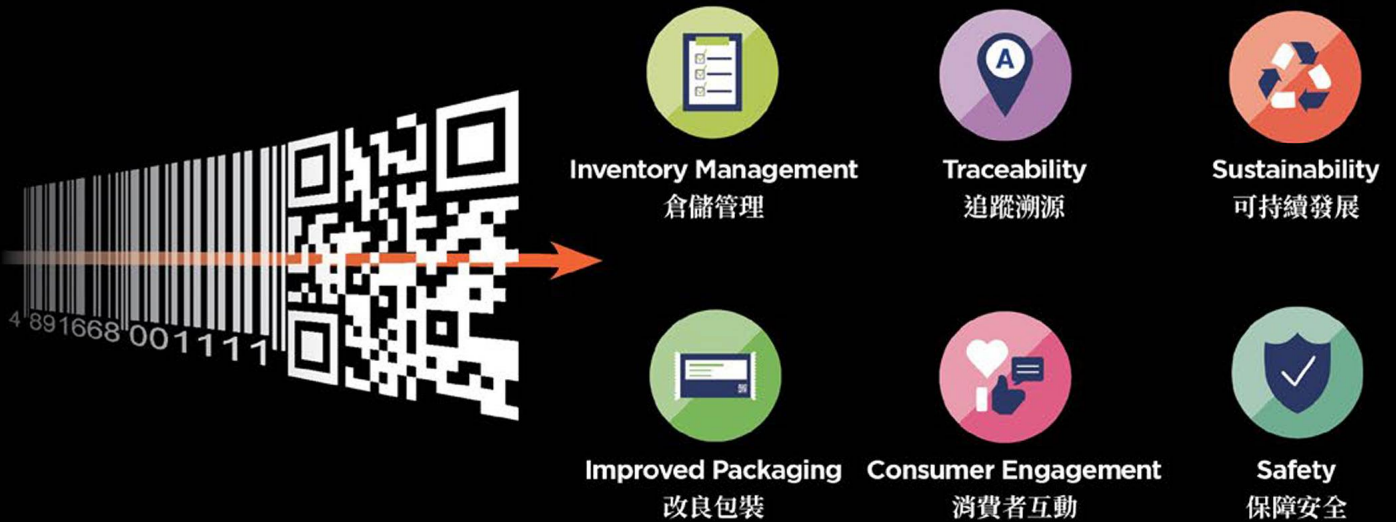 4 891668 001111
A
Inventory Management
倉儲管理
Traceability
追蹤溯源
Sustainability
可持續發展
Improved Packaging
改良包裝
Consumer Engagement
消費者互動
Safety
保障安全